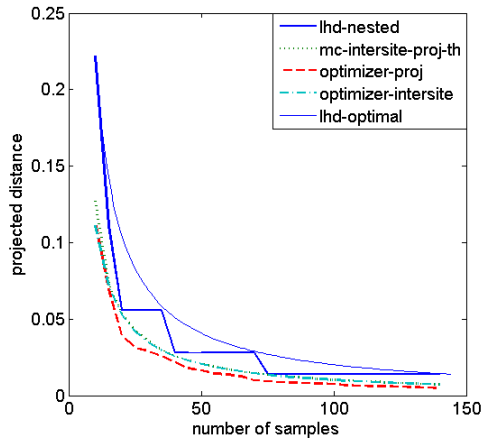 0.25
0.2
0.15
0.1
0.05
0
projected distance
lhd-nested
mc-intersite-proj-th
optimizer-proj
optimizer-intersite
lhd-optimal
0 50 100 150
number of samples